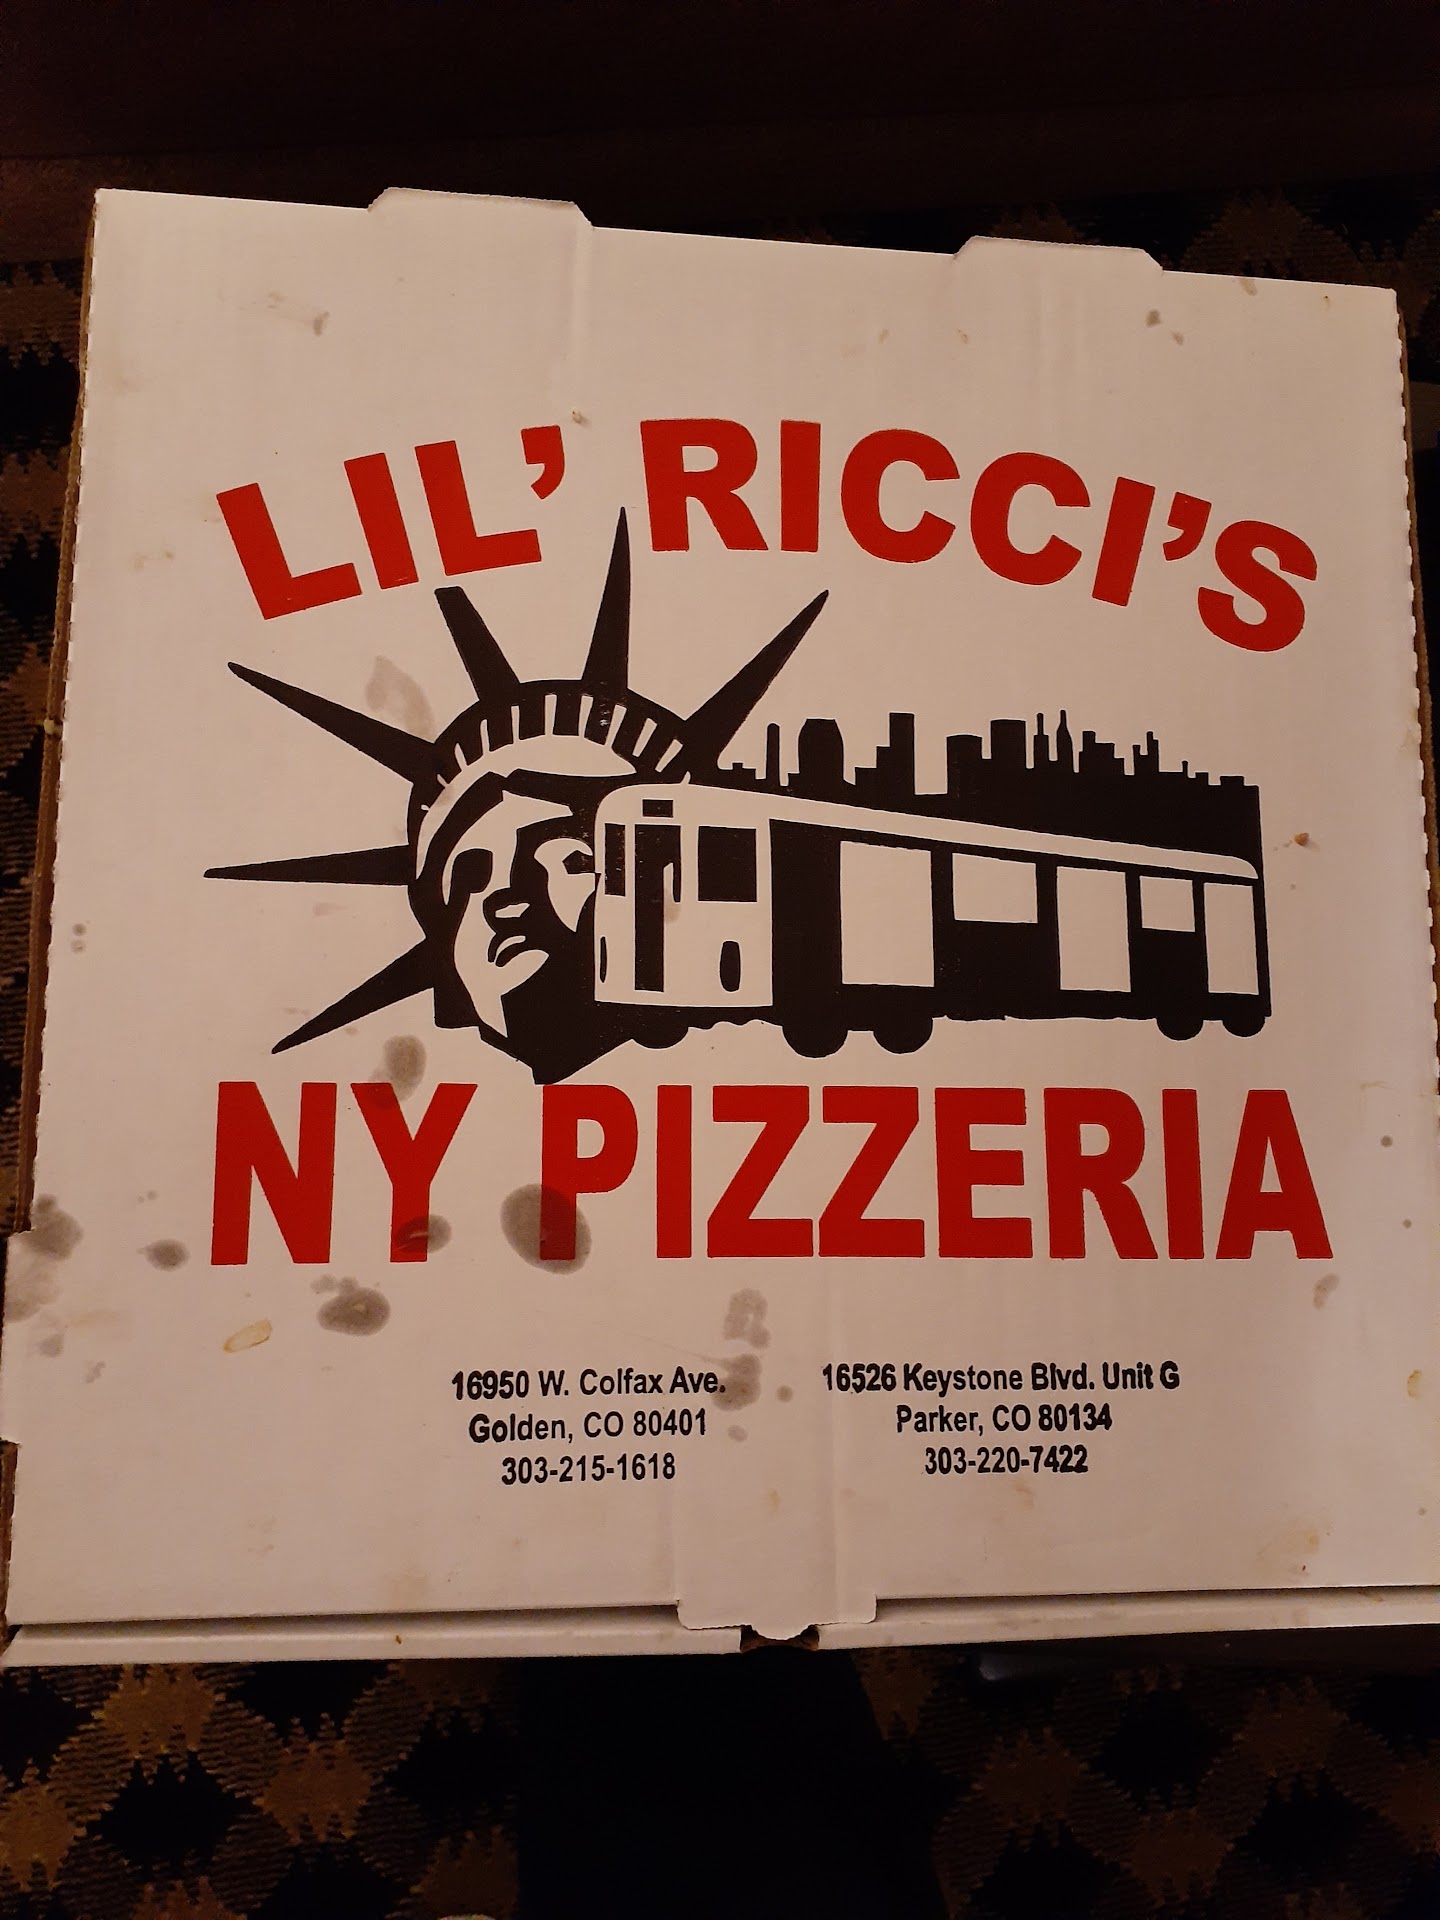 LIL' RICCI'S
NY PIZZERIA
16950 W. Colfax Ave.
Golden, CO 80401
303-215-1618
16526 Keystone Blvd. Unit G
Parker, CO 80134
303-220-7422